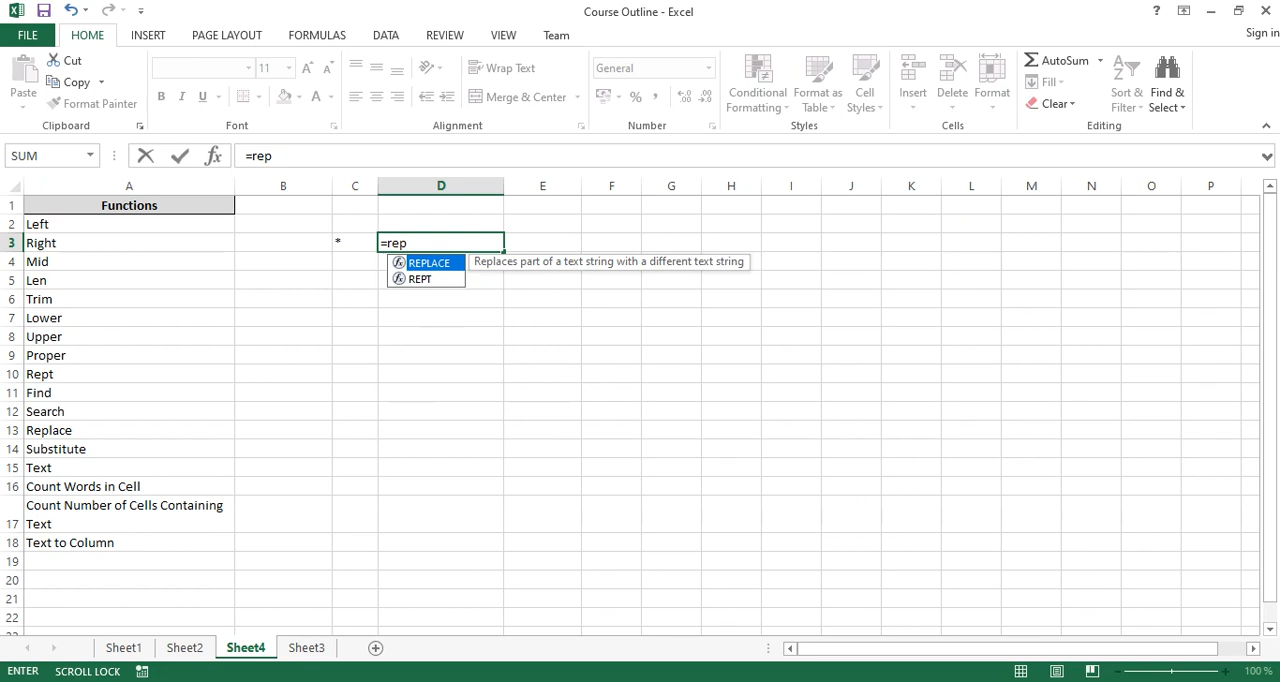 Course Outline - Excel
?
Sign in
FILE HOME INSERT PAGE LAYOUT FORMULAS DATA REVIEW VIEW Team
Paste
Cut
Copy
Format Painter
Clipboard
11 A A
B I U A
Font
Wrap Text
Merge & Center
Alignment
General
% ,
Number
Conditional Formatting
Format as Table
Cell Styles
Styles
Insert
Delete
Format
Cells
AutoSum
Fill
Clear
Sort & Filter
Find & Select
Editing
SUM fx =rep
A B C D E F G H I J K L M N O P
1 Functions
2 Left
3 Right * =rep
REPLACE Replaces part of a text string with a different text string
REPT
4 Mid
5 Len
6 Trim
7 Lower
8 Upper
9 Proper
10 Rept
11 Find
12 Search
13 Replace
14 Substitute
15 Text
16 Count Words in Cell
Count Number of Cells Containing
17 Text
18 Text to Column
19
20
21
22
Sheet1 Sheet2 Sheet4 Sheet3
ENTER SCROLL LOCK 100 %